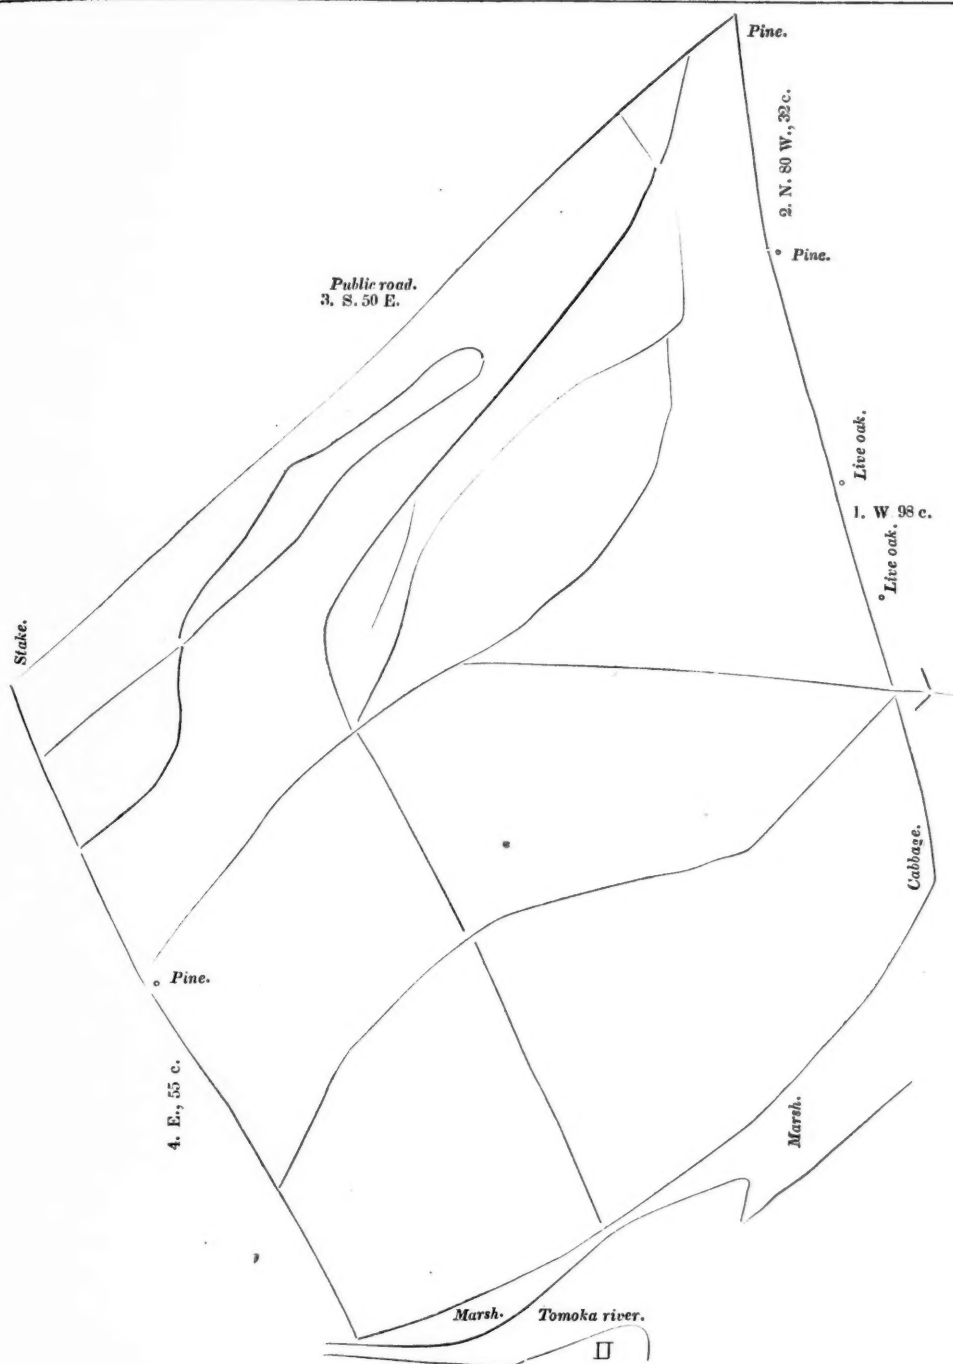 Pine.
2. N. 80 W., 32c.
Pine.
Public road.
3. S. 50 E.
Live oak.
1. W 98 c.
Live oak.
Stake.
Cabbage.
Pine.
4. E., 55 c.
Marsh.
Marsh.
Tomoka river.